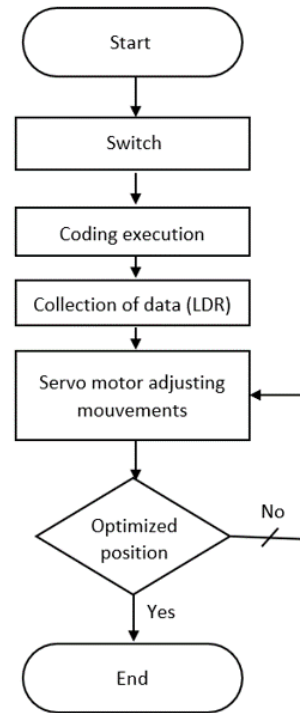 Start
Switch
Coding execution
Collection of data (LDR)
Servo motor adjusting
mouvements
Optimized
position
No
Yes
End